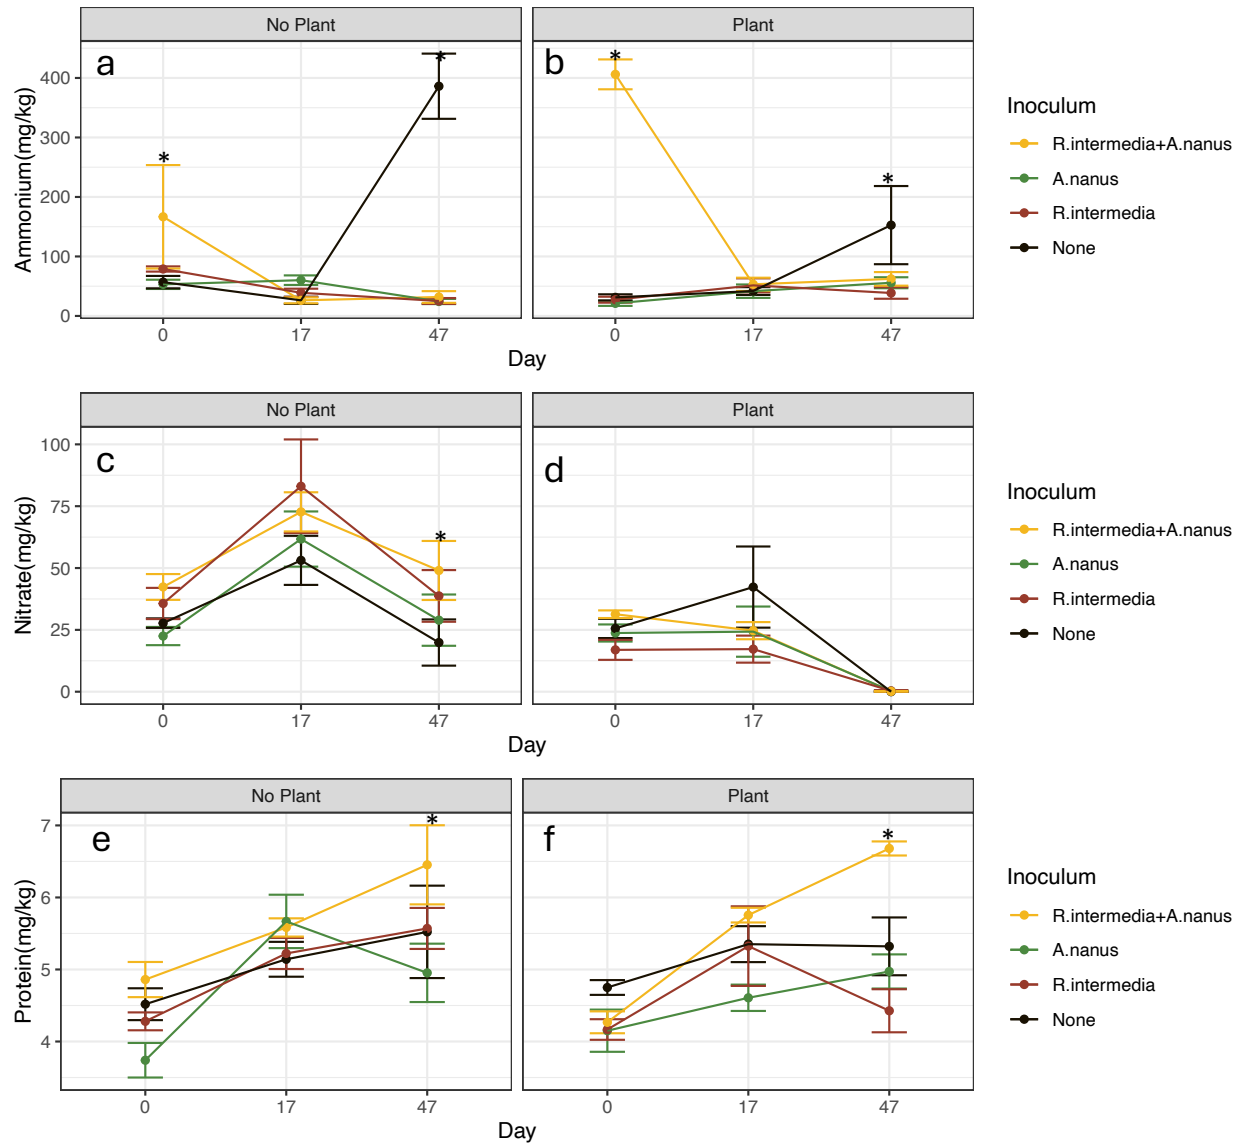 No Plant
Plant
a
b
*
*
*
*
Ammonium(mg/kg)
400
300
200
100
0
0
17
47
0
17
47
Day
Inoculum
R.intermedia+A.nanus
A.nanus
R.intermedia
None
No Plant
Plant
c
d
*
Nitrate(mg/kg)
100
75
50
25
0
0
17
47
0
17
47
Day
Inoculum
R.intermedia+A.nanus
A.nanus
R.intermedia
None
No Plant
Plant
e
f
*
*
Protein(mg/kg)
7
6
5
4
0
17
47
0
17
47
Day
Inoculum
R.intermedia+A.nanus
A.nanus
R.intermedia
None